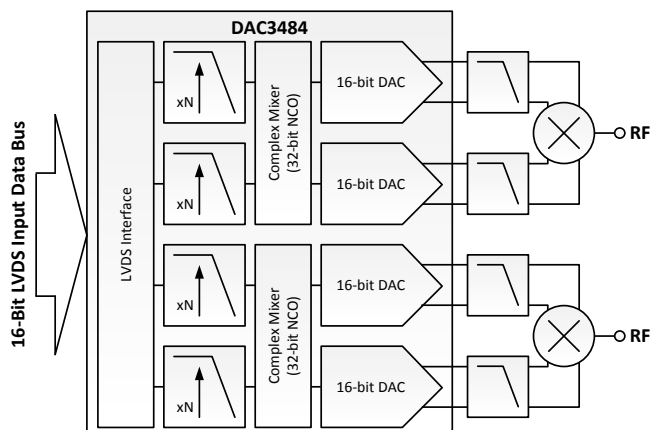 DAC3484
16-Bit LVDS Input Data Bus
LVDS Interface
xN
xN
xN
xN
Complex Mixer
(32-bit NCO)
Complex Mixer
(32-bit NCO)
16-bit DAC
16-bit DAC
16-bit DAC
16-bit DAC
RF
RF